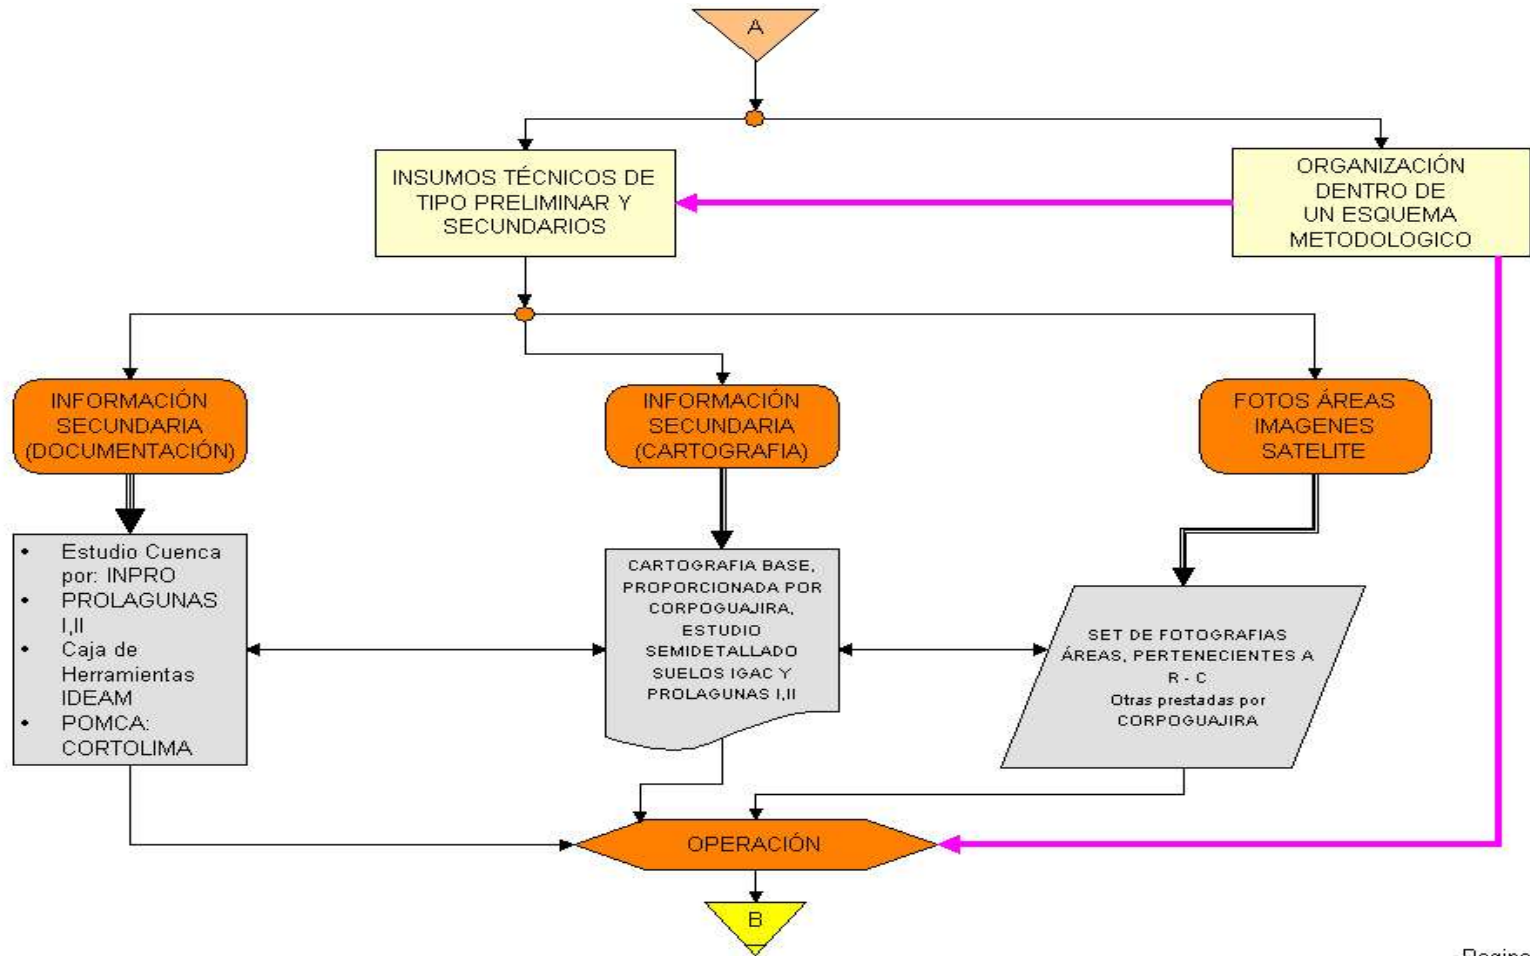 A
INSUMOS TÉCNICOS DE
TIPO PRELIMINAR Y
SECUNDARIOS
ORGANIZACIÓN
DENTRO DE
UN ESQUEMA
METODOLOGICO
INFORMACIÓN
SECUNDARIA
(DOCUMENTACIÓN)
INFORMACIÓN
SECUNDARIA
(CARTOGRAFIA)
FOTOS ÁREAS
IMAGENES
SATELITE
• Estudio Cuenca
por: INPRO
• PROLAGUNAS
I,II
• Caja de
Herramientas
IDEAM
• POMCA:
CORTOLIMA
CARTOGRAFIA BASE,
PROPORCIONADA POR
CORPOGUAJIRA,
ESTUDIO
SEMIDETALLADO
SUELOS IGAC Y
PROLAGUNAS I,II
SET DE FOTOGRAFIAS
ÁREAS, PERTENECIENTES A
R - C
Otras prestadas por
CORPOGUAJIRA
OPERACIÓN
B